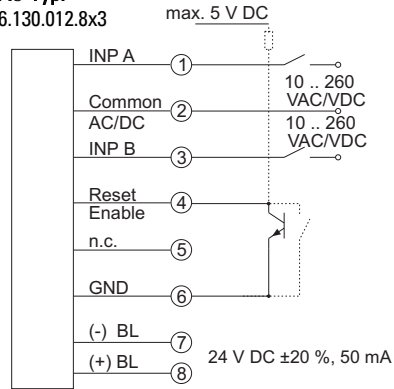 6.130.012.8x3
max. 5 V DC
INP A
1
10 .. 260
VAC/VDC
Common
AC/DC
2
10 .. 260
VAC/VDC
INP B
3
Reset
Enable
4
n.c.
5
GND
6
(-) BL
7
(+) BL
8
24 V DC ±20 %, 50 mA